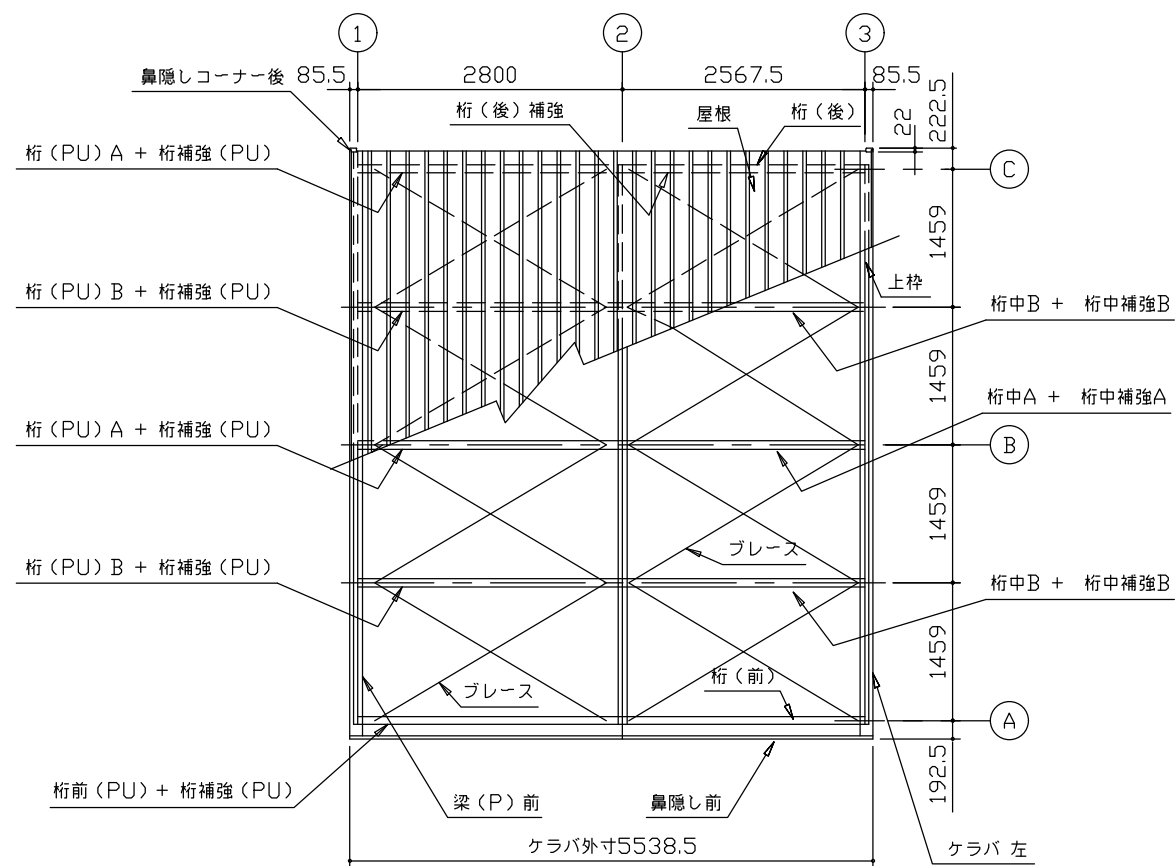 1
2
3
鼻隠しコーナー後
85.5
2800
2567.5
85.5
222.5
22
桁(後)補強
屋根
桁(後)
桁(PU)A + 桁補強(PU)
C
1459
上枠
桁(PU)B + 桁補強(PU)
桁中B + 桁中補強B
1459
桁中A + 桁中補強A
桁(PU)A + 桁補強(PU)
B
1459
ブレース
桁(PU)B + 桁補強(PU)
桁中B + 桁中補強B
1459
ブレース
桁(前)
A
192.5
桁前(PU)+ 桁補強(PU)
梁(P)前
鼻隠し前
ケラバ外寸5538.5
ケラバ 左